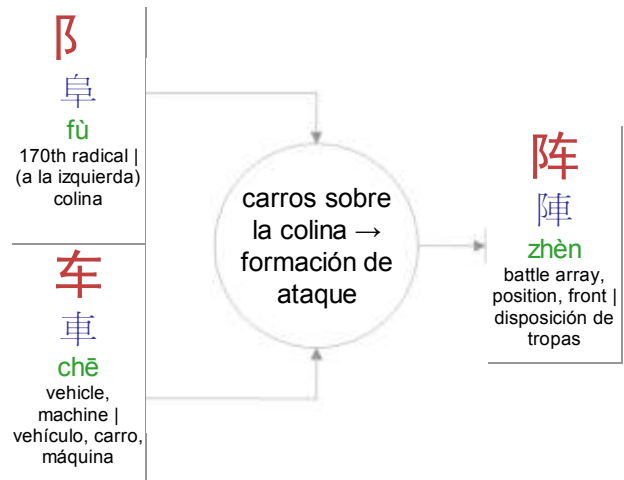 阝
阜
fù
170th radical |
(a la izquierda)
colina
车
車
chē
vehicle,
machine |
vehículo, carro,
máquina
carros sobre
la colina →
formación de
ataque
阵
陣
zhèn
battle array,
position, front |
disposición de
tropas